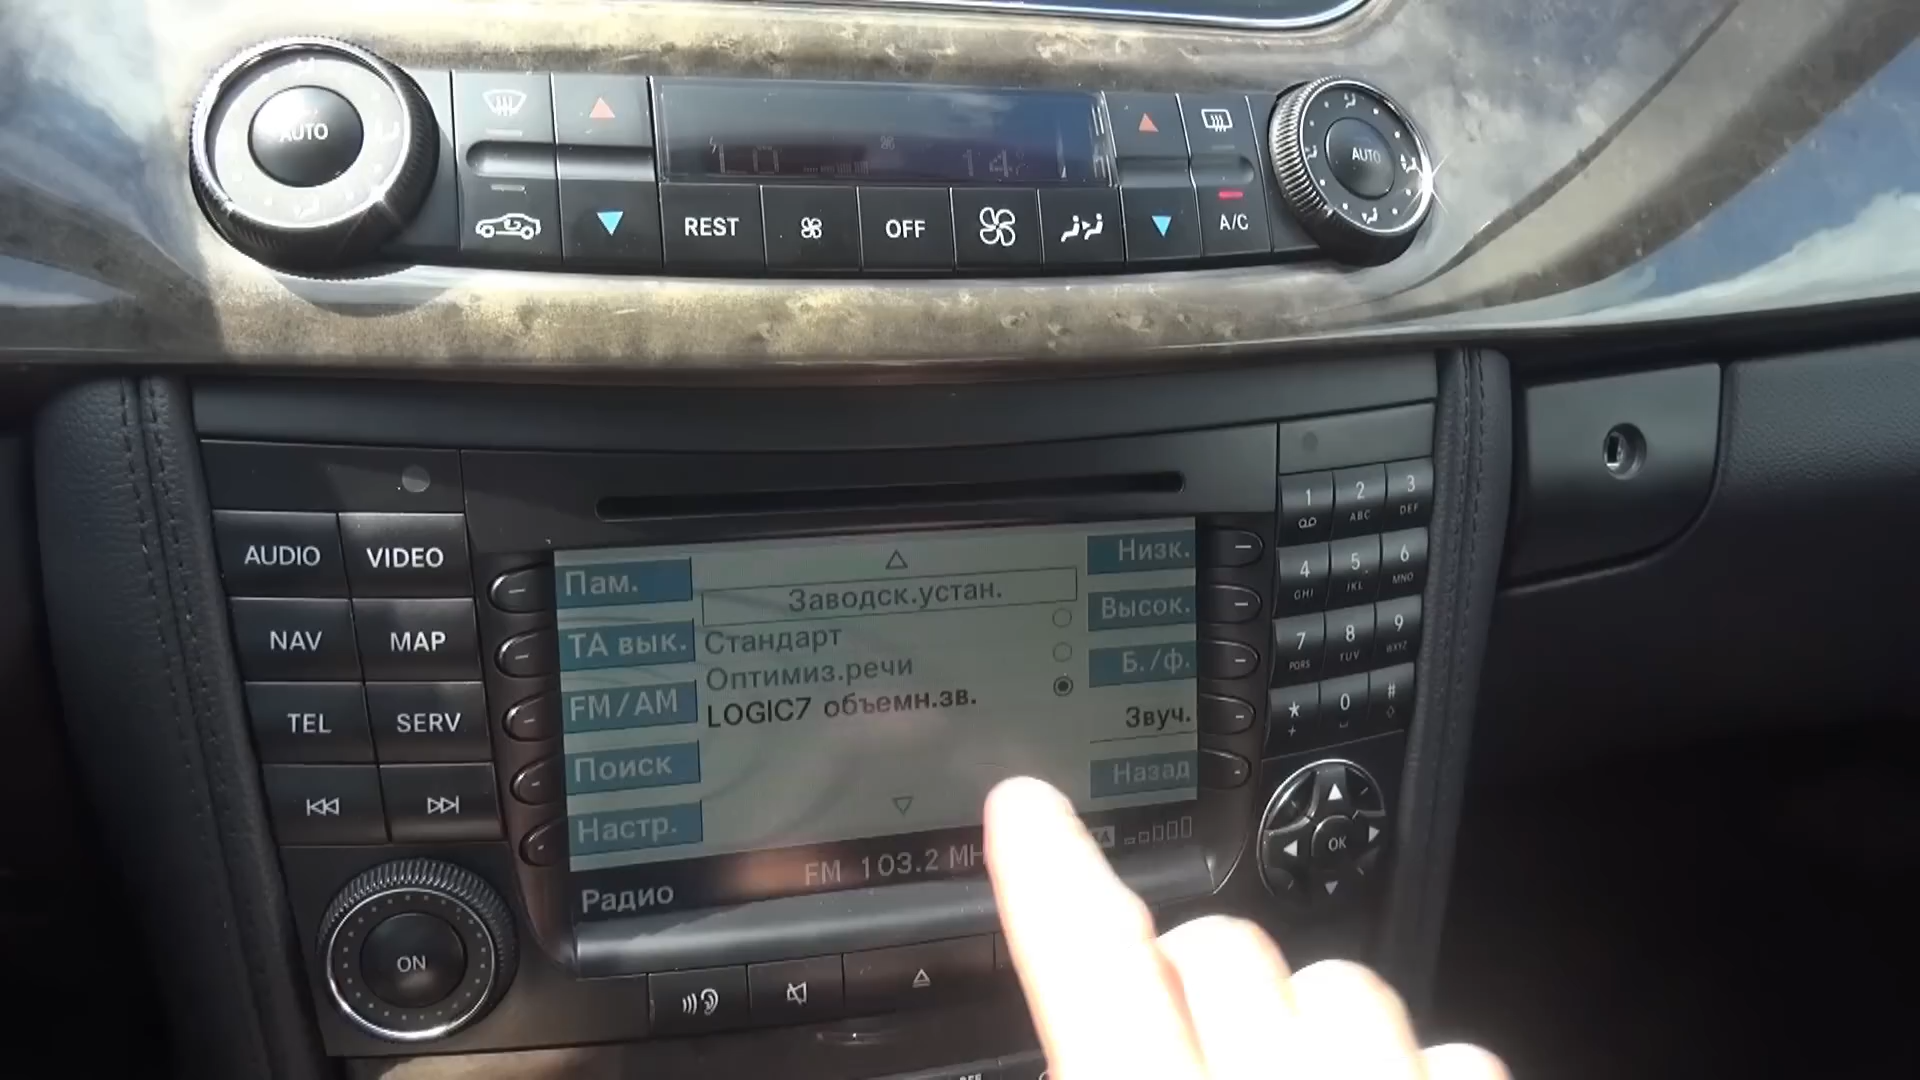 AUTO
AUTO
REST
OFF
A/C
AUDIO
VIDEO
NAV
MAP
TEL
SERV
ON
Пам.
ТА вык.
FM/AM
Поиск
Настр.
Заводск.устан.
Стандарт
Оптимиз.речи
LOGIC7 объемн.зв.
Низк.
Высок.
Б./ф.
Звуч.
Назад
FM 103.2
Радио
1 2 ABC 3 DEF
4 GHI 5 JKL 6 MNO
7 PQRS 8 TUV 9 WXYZ
* + 0 #
OK